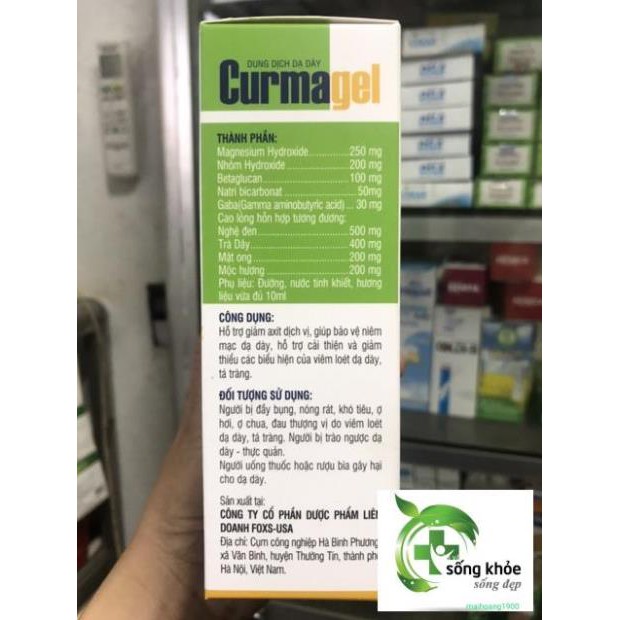 DUNG DỊCH DẠ DÀY
Curmagel
THÀNH PHẦN:
Magnesium Hydroxide............ 250 mg
Nhôm Hydroxide.................... 200 mg
Betaglucan............................ 100 mg
Natri bicarbonat...................... 50mg
Gaba(Gamma aminobutyric acid)... 30 mg
Cao lỏng hỗn hợp tương đương:
Nghệ đen............................... 500 mg
Trà Dây................................. 400 mg
Mật ong................................. 200 mg
Mộc hương............................ 200 mg
Phụ liệu: Đường, nước tinh khiết, hương
liệu vừa đủ 10ml
CÔNG DỤNG:
Hỗ trợ giảm axit dịch vị, giúp bảo vệ niêm
mạc dạ dày, hỗ trợ cải thiện và giảm
thiểu các biểu hiện của viêm loét dạ dày,
tá tràng.
ĐỐI TƯỢNG SỬ DỤNG:
Người bị đầy bụng, nóng rát, khó tiêu, ợ
hơi, ợ chua, đau thượng vị do viêm loét
dạ dày, tá tràng. Người bị trào ngược dạ
dày - thực quản.
Người uống thuốc hoặc rượu bia gây hại
cho dạ dày.
Sản xuất tại:
CÔNG TY CỔ PHẦN DƯỢC PHẨM LIÊN
DOANH FOXS-USA
Địa chỉ: Cụm công nghiệp Hà Bình Phương,
xã Văn Bình, huyện Thường Tín, thành phố
Hà Nội, Việt Nam.
sống khỏe
sống đẹp
maihoang1900